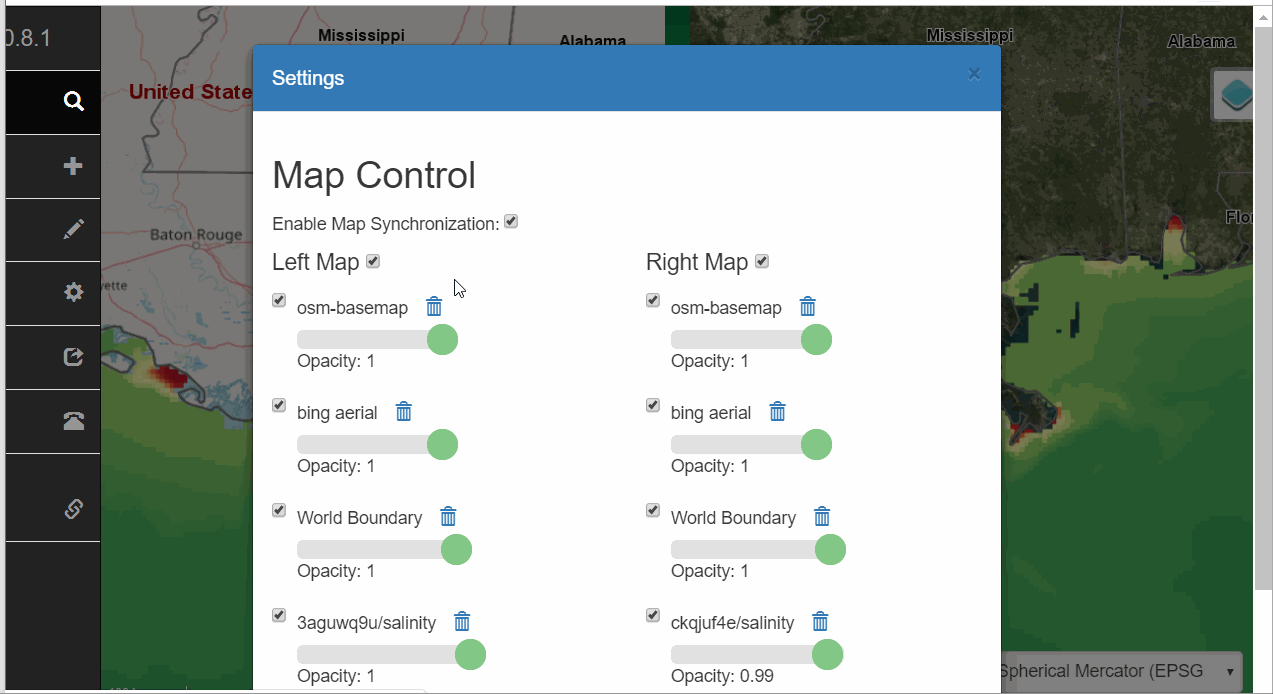 0.8.1
Mississippi
Alabama
Mississippi
Alabama
United State
Settings
×
Map Control
Enable Map Synchronization:
Baton Rouge
Left Map
Right Map
ette
osm-basemap
osm-basemap
Opacity: 1
Opacity: 1
bing aerial
bing aerial
Opacity: 1
Opacity: 1
World Boundary
World Boundary
Opacity: 1
Opacity: 1
3aguwq9u/salinity
ckqjuf4e/salinity
Opacity: 1
Opacity: 0.99
Flo
Spherical Mercator (EPSG